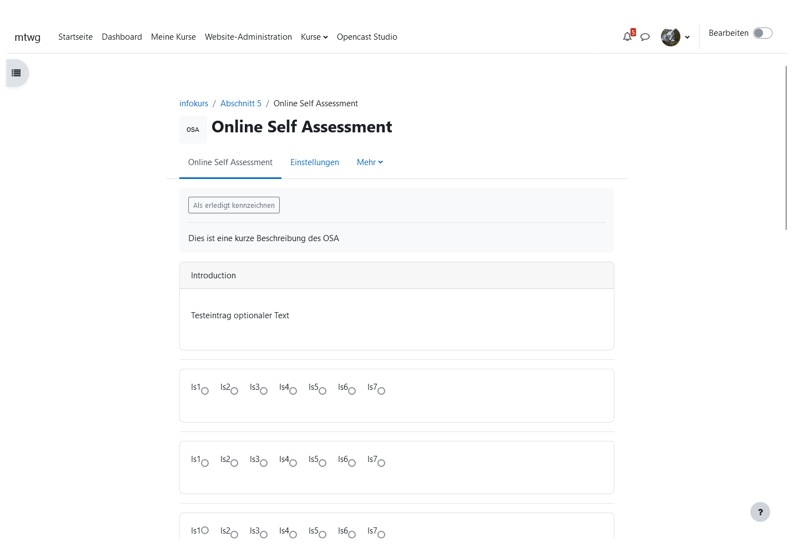 mtwg Startseite Dashboard Meine Kurse Website-Administration Kurse Opencast Studio 5 Bearbeiten
infokurs / Abschnitt 5 / Online Self Assessment
OSA Online Self Assessment
Online Self Assessment Einstellungen Mehr
Als erledigt kennzeichnen
Dies ist eine kurze Beschreibung des OSA
Introduction
Testeintrag optionaler Text
ls1 ls2 ls3 ls4 ls5 ls6 ls7
ls1 ls2 ls3 ls4 ls5 ls6 ls7
ls1 ls2 ls3 ls4 ls5 ls6 ls7
?